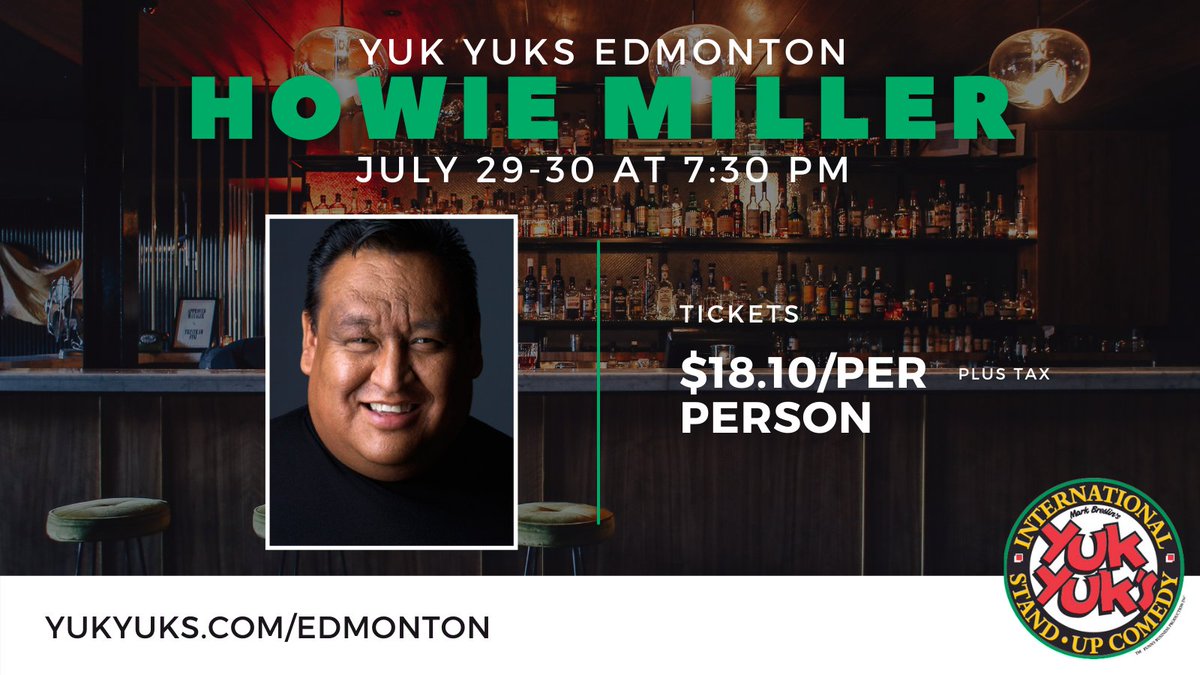 YUK YUKS EDMONTON
HOWIE MILLER
JULY 29-30 AT 7:30 PM
TICKETS
$18.10/PER PLUS TAX
PERSON
INTERNATIONAL
Mark Breslin's
YUK
YUK'S
STAND·UP COMEDY
YUKYUKS.COM/EDMONTON